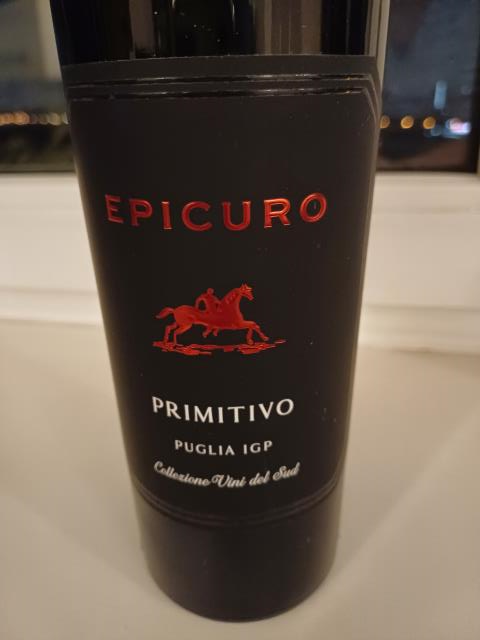 EPICURO
PRIMITIVO
PUGLIA IGP
Collezione Vini del Sud